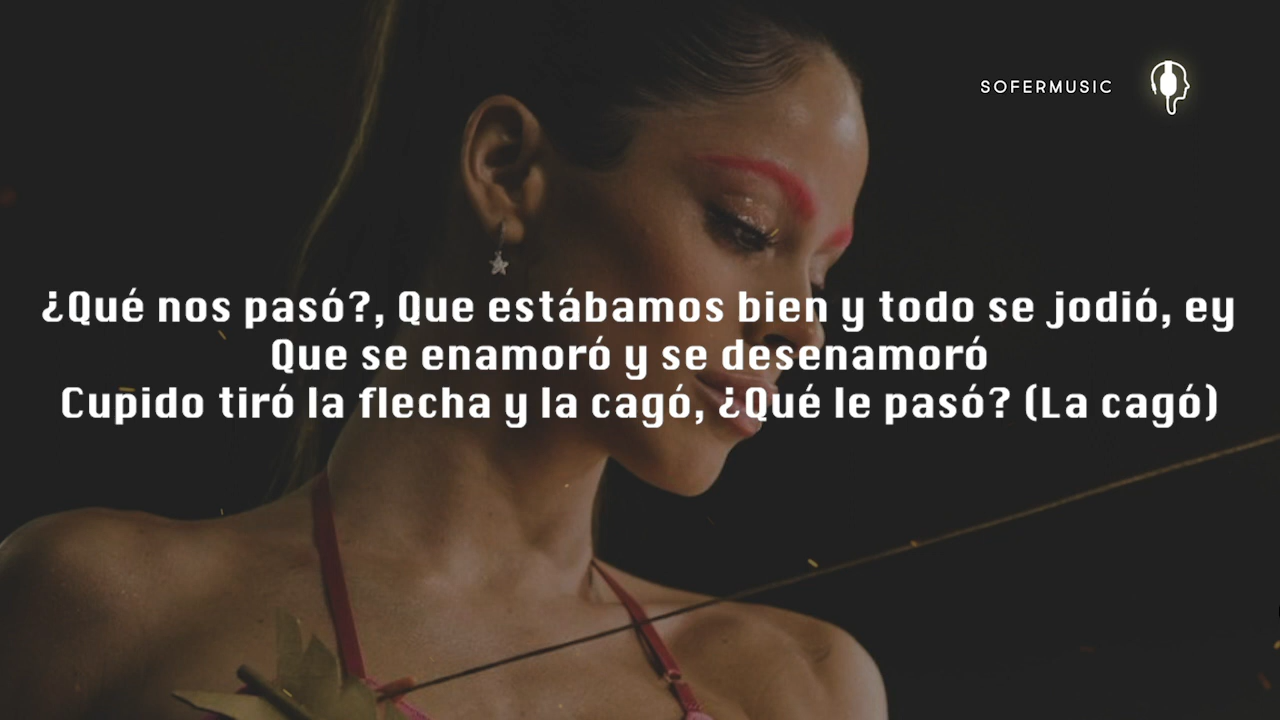 SOFERMUSIC
¿Qué nos pasó?, Que estábamos bien y todo se jodió, ey
Que se enamoró y se desenamoró
Cupido tiró la flecha y la cagó, ¿Qué le pasó? (La cagó)